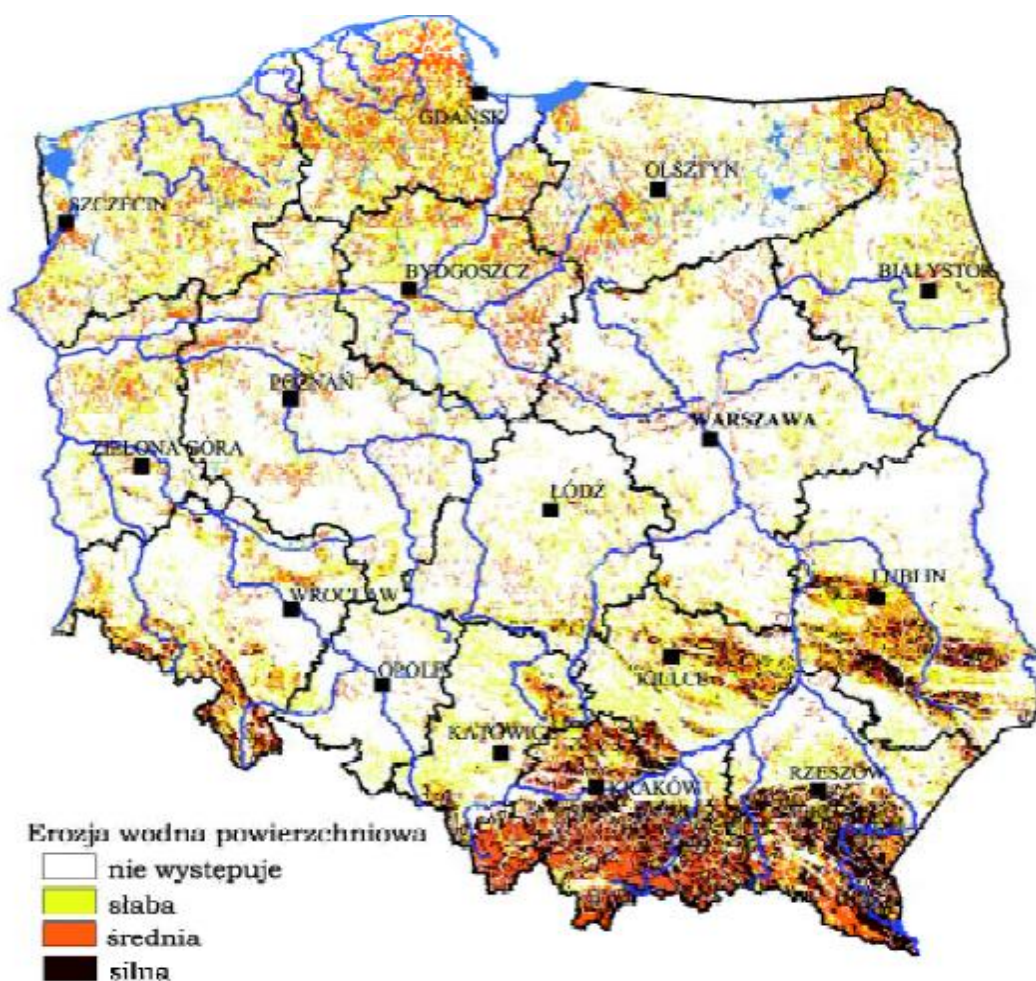 GDAŃSK
OLSZTYN
SZCZECIN
BYDGOSZCZ
BIAŁYSTOK
POZNAŃ
WARSZAWA
ZIELONA GÓRA
ŁÓDŹ
LUBLIN
WROCŁAW
OPOLE
KIELCE
KATOWIC
RZESZÓW
KRAKÓW
Erozja wodna powierzchniowa
nie występuje
słaba
średnia
silna